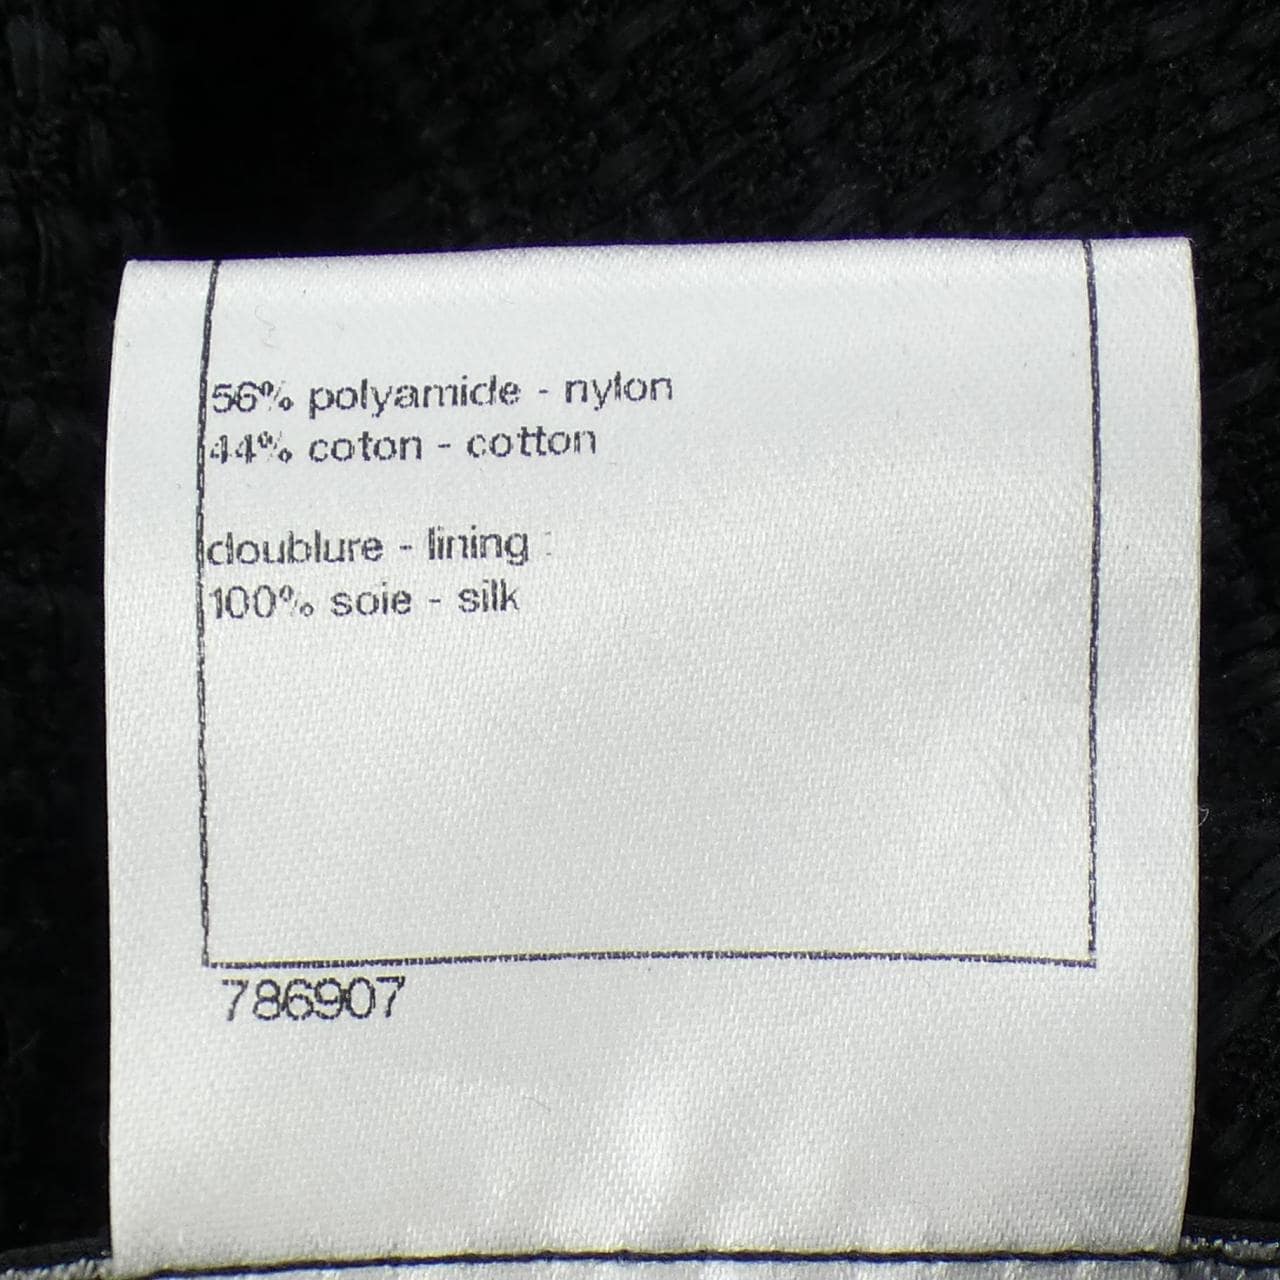 56% polyamide - nylon
44% coton - cotton
doublure - lining :
100% soie - silk
786907